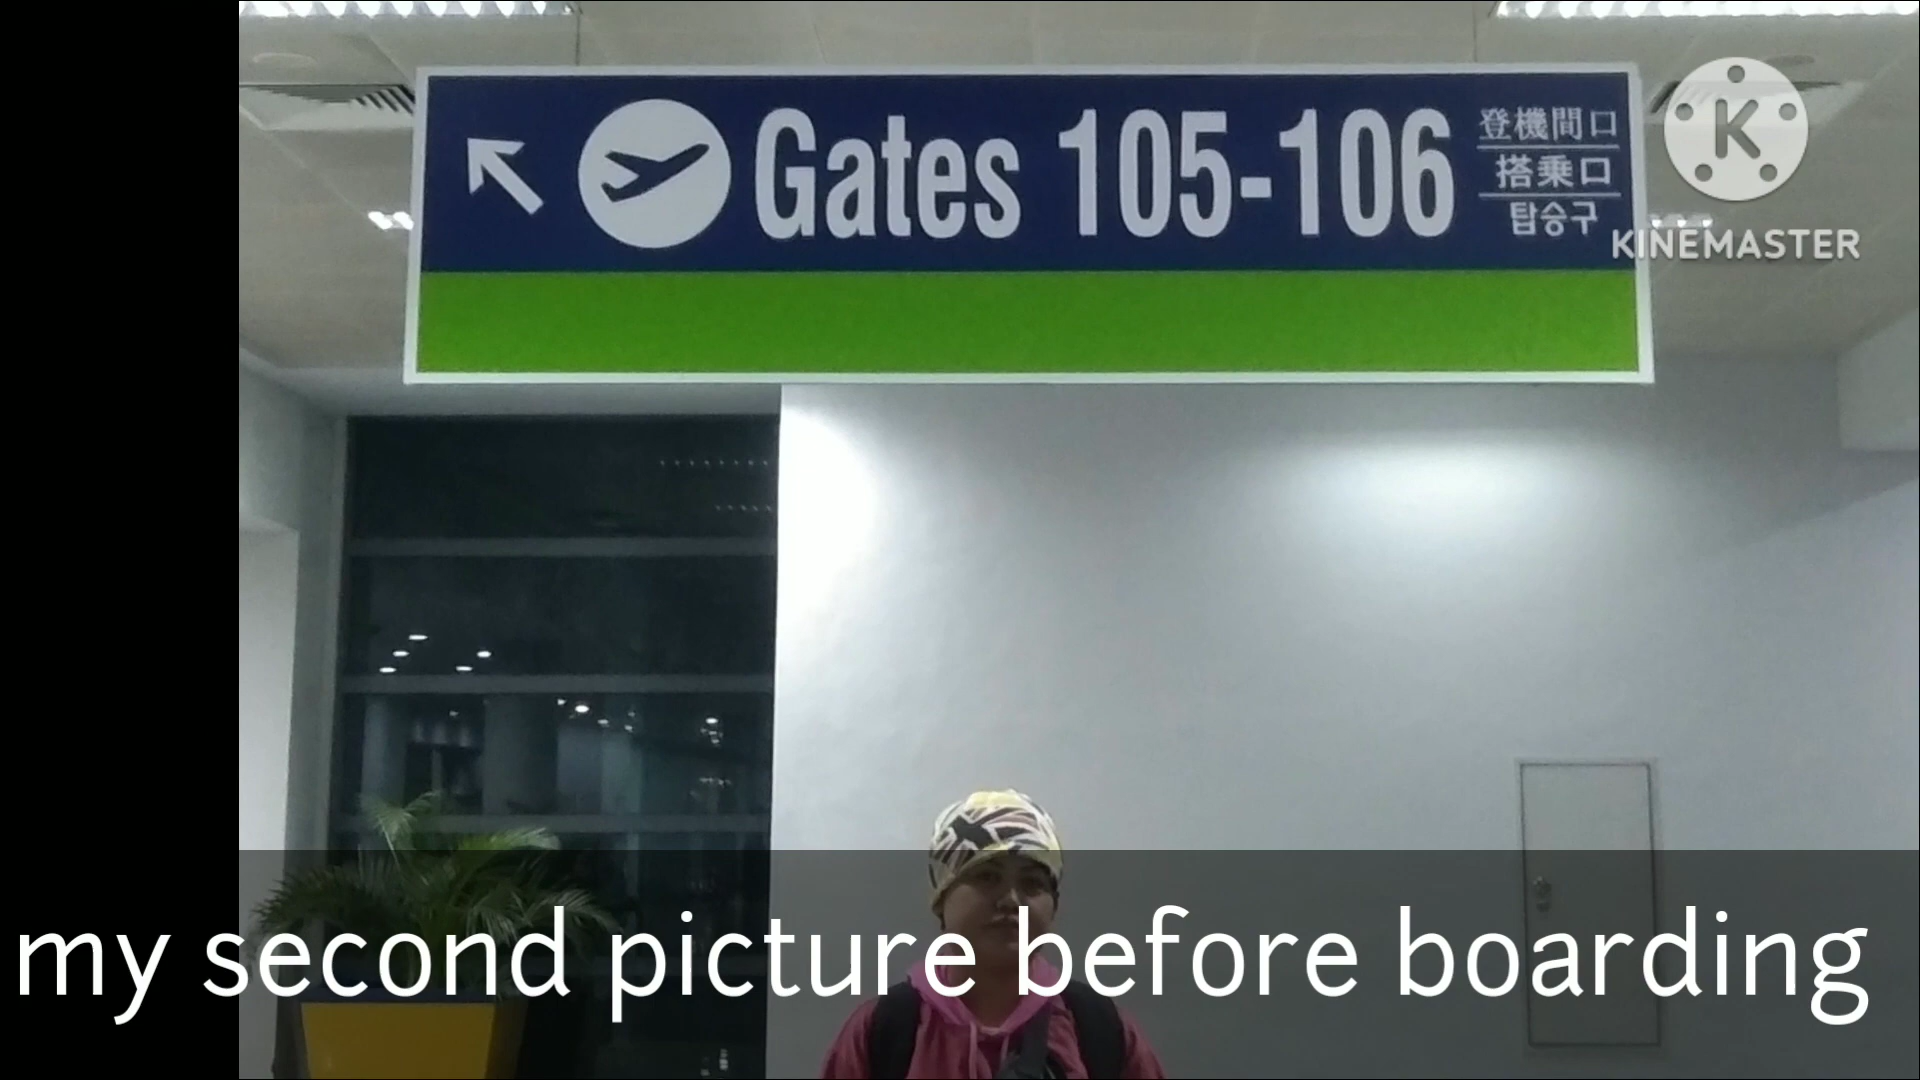 Gates 105-106
登機間口
搭乗口
탑승구
K
KINEMASTER
my second picture before boarding